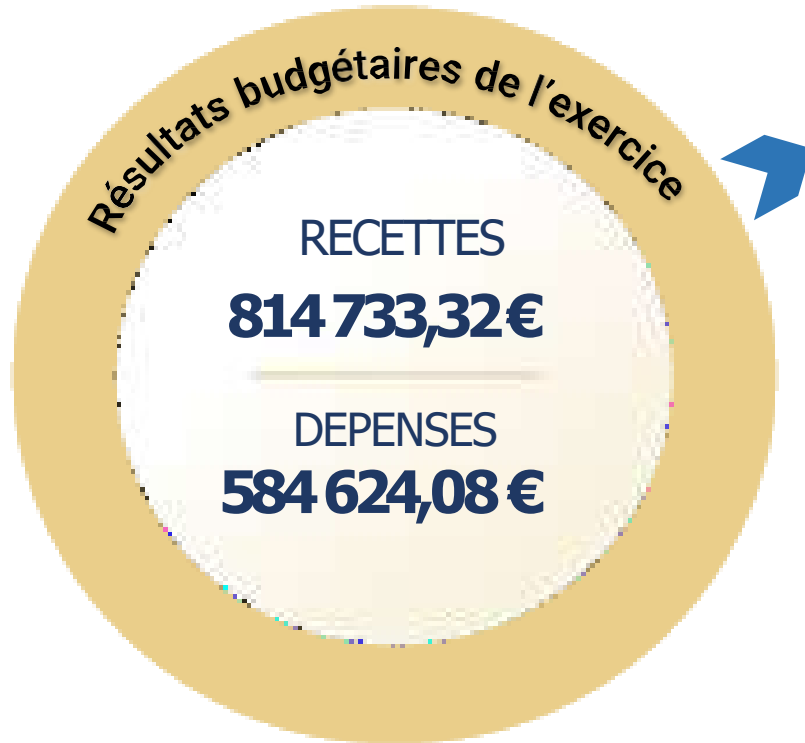 Résultats budgétaires de l'exercice
RECETTES
814 733,32 €
DEPENSES
584 624,08 €